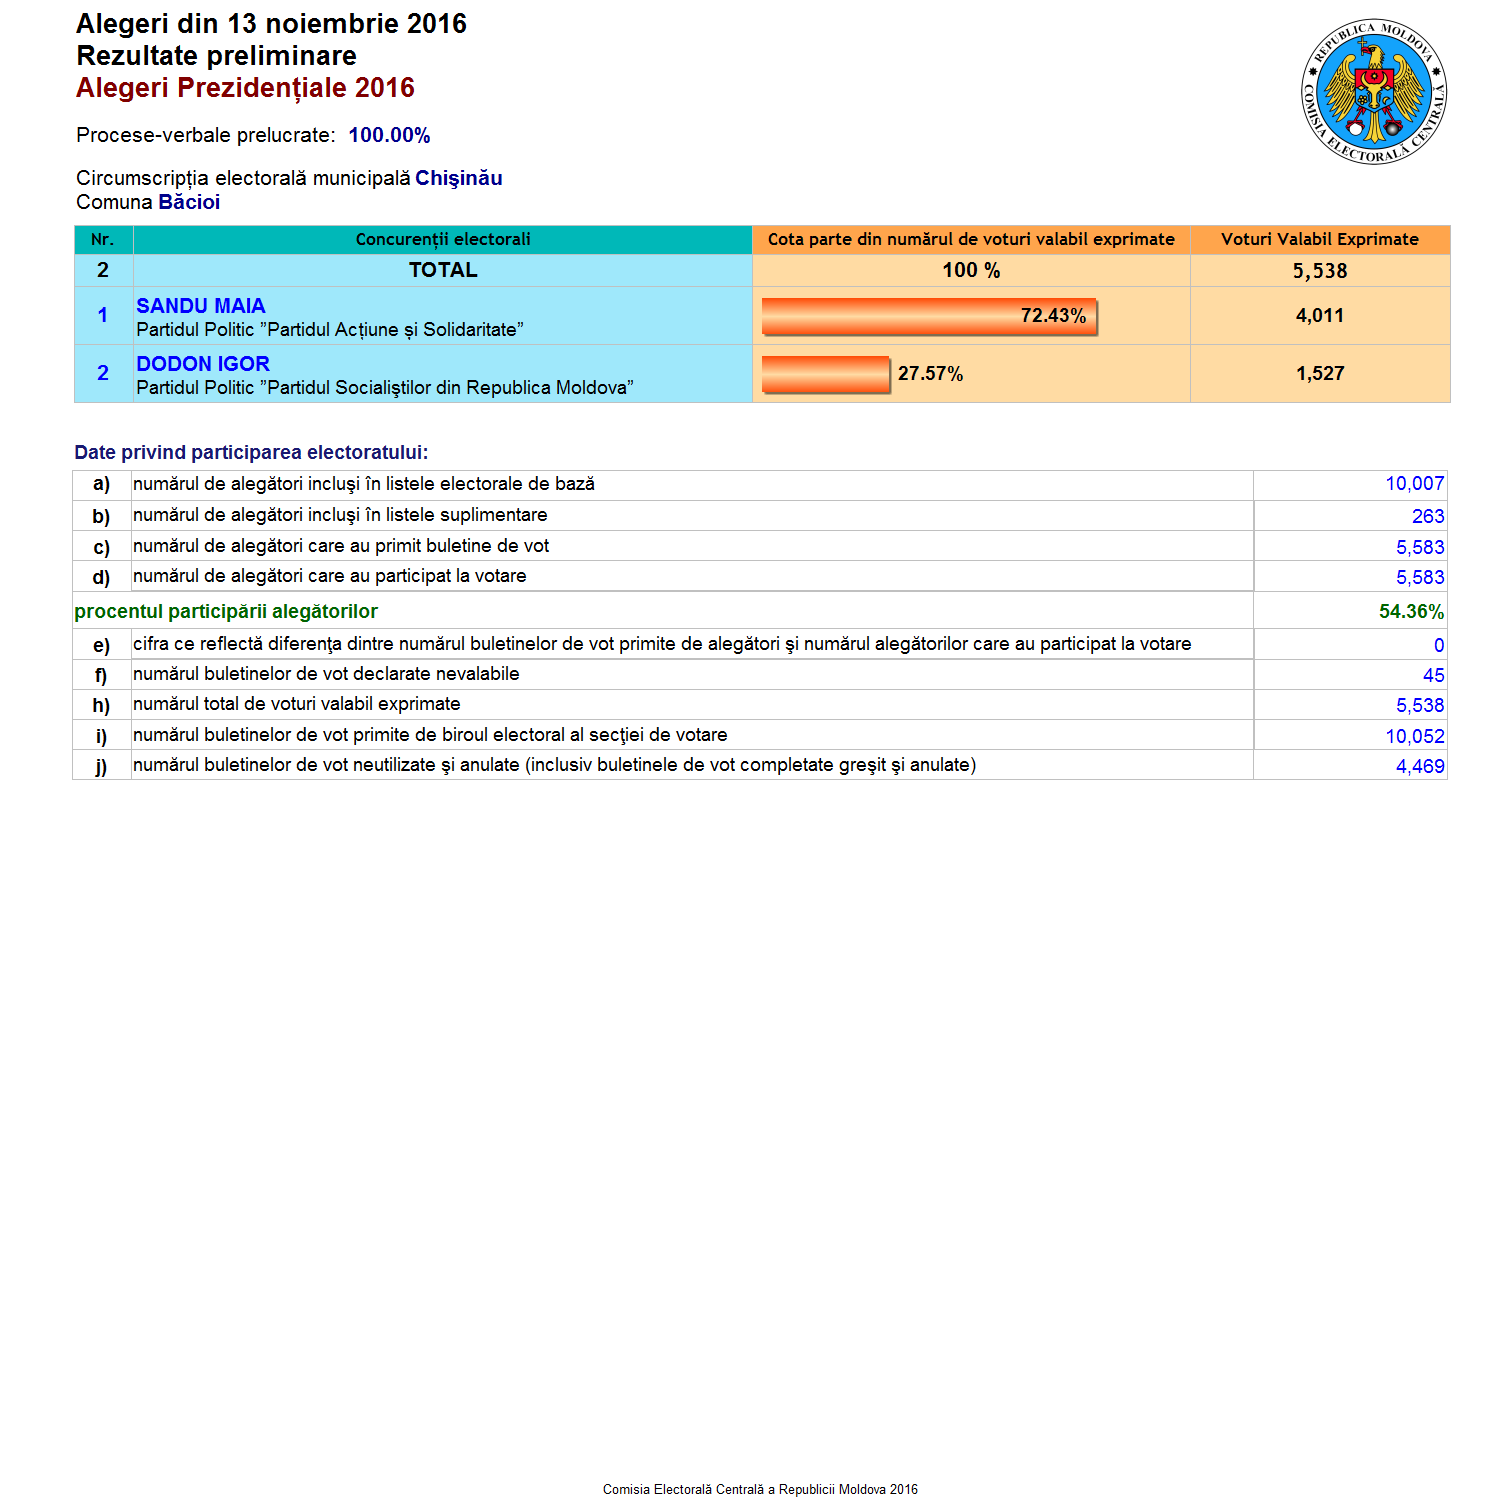 Alegeri din 13 noiembrie 2016
Rezultate preliminare
Alegeri Prezidențiale 2016
REPUBLICA MOLDOVA
COMISIA ELECTORALĂ CENTRALĂ
Procese-verbale prelucrate: 100.00%
Circumscripția electorală municipală Chişinău
Comuna Băcioi
Nr. Concurenții electorali Cota parte din numărul de voturi valabil exprimate Voturi Valabil Exprimate
2 TOTAL 100 % 5,538
1 SANDU MAIA 72.43% 4,011
Partidul Politic ”Partidul Acțiune și Solidaritate”
2 DODON IGOR 27.57% 1,527
Partidul Politic ”Partidul Socialiştilor din Republica Moldova”
Date privind participarea electoratului:
a) numărul de alegători incluşi în listele electorale de bază 10,007
b) numărul de alegători incluşi în listele suplimentare 263
c) numărul de alegători care au primit buletine de vot 5,583
d) numărul de alegători care au participat la votare 5,583
procentul participării alegătorilor 54.36%
e) cifra ce reflectă diferenţa dintre numărul buletinelor de vot primite de alegători şi numărul alegătorilor care au participat la votare 0
f) numărul buletinelor de vot declarate nevalabile 45
h) numărul total de voturi valabil exprimate 5,538
i) numărul buletinelor de vot primite de biroul electoral al secţiei de votare 10,052
j) numărul buletinelor de vot neutilizate şi anulate (inclusiv buletinele de vot completate greşit şi anulate) 4,469
Comisia Electorală Centrală a Republicii Moldova 2016